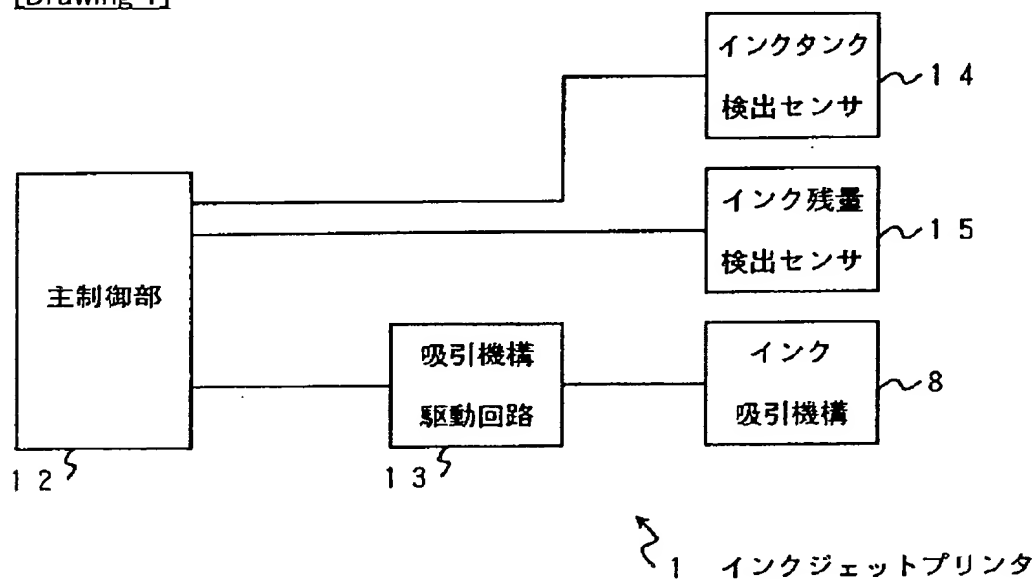 [Drawing 1]
インクタンク
検出センサ
14
インク残量
検出センサ
15
主制御部
12
吸引機構
駆動回路
13
インク
吸引機構
8
1 インクジェットプリンタ